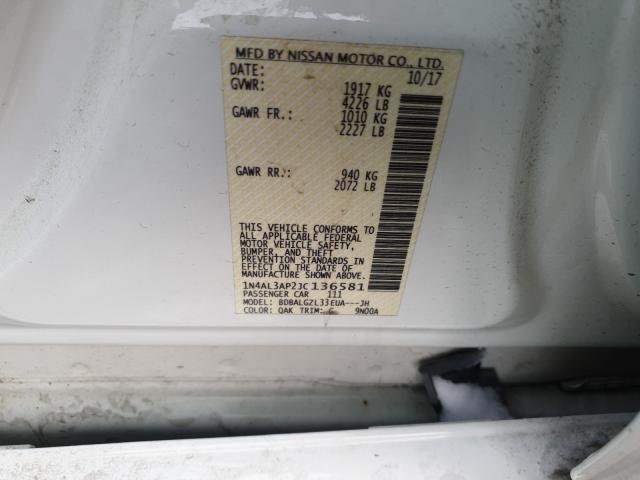 MFD BY NISSAN MOTOR CO., LTD.
DATE: 10/17
GVWR: 1917 KG
4226 LB
GAWR FR.: 1010 KG
2227 LB
GAWR RR.: 940 KG
2072 LB
THIS VEHICLE CONFORMS TO
ALL APPLICABLE FEDERAL
MOTOR VEHICLE SAFETY,
BUMPER, AND THEFT
PREVENTION STANDARDS IN
EFFECT ON THE DATE OF
MANUFACTURE SHOWN ABOVE.
1N4AL3AP2JC136581
PASSENGER CAR 111
MODEL: BDBALGZL33EUA---JH
COLOR: QAK TRIM: G 9N00A